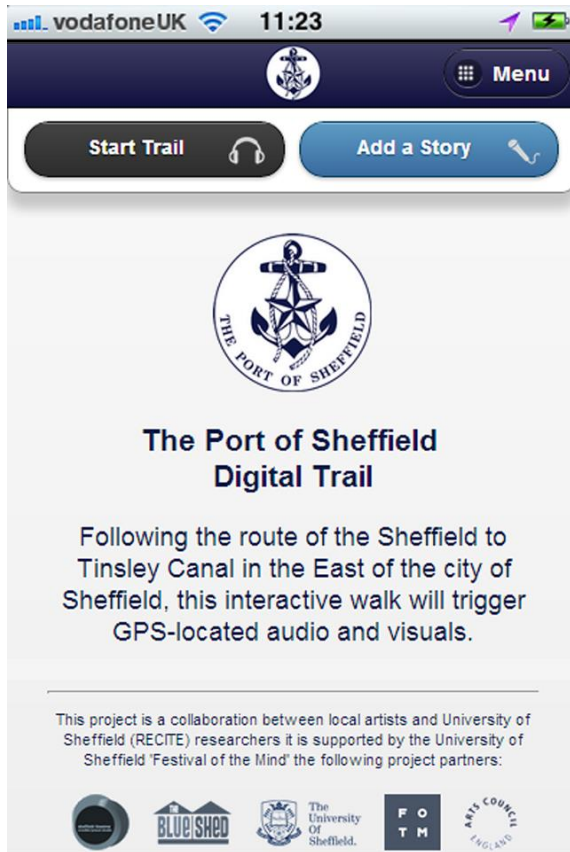 vodafoneUK 11:23
Menu
Start Trail
Add a Story
THE PORT OF SHEFFIELD
The Port of Sheffield
Digital Trail
Following the route of the Sheffield to
Tinsley Canal in the East of the city of
Sheffield, this interactive walk will trigger
GPS-located audio and visuals.
This project is a collaboration between local artists and University of
Sheffield (RECITE) researchers it is supported by the University of
Sheffield 'Festival of the Mind' the following project partners:
THE
BLUE SHED
The
University
Of
Sheffield.
F O
T M
ARTS COUNCIL
ENGLAND